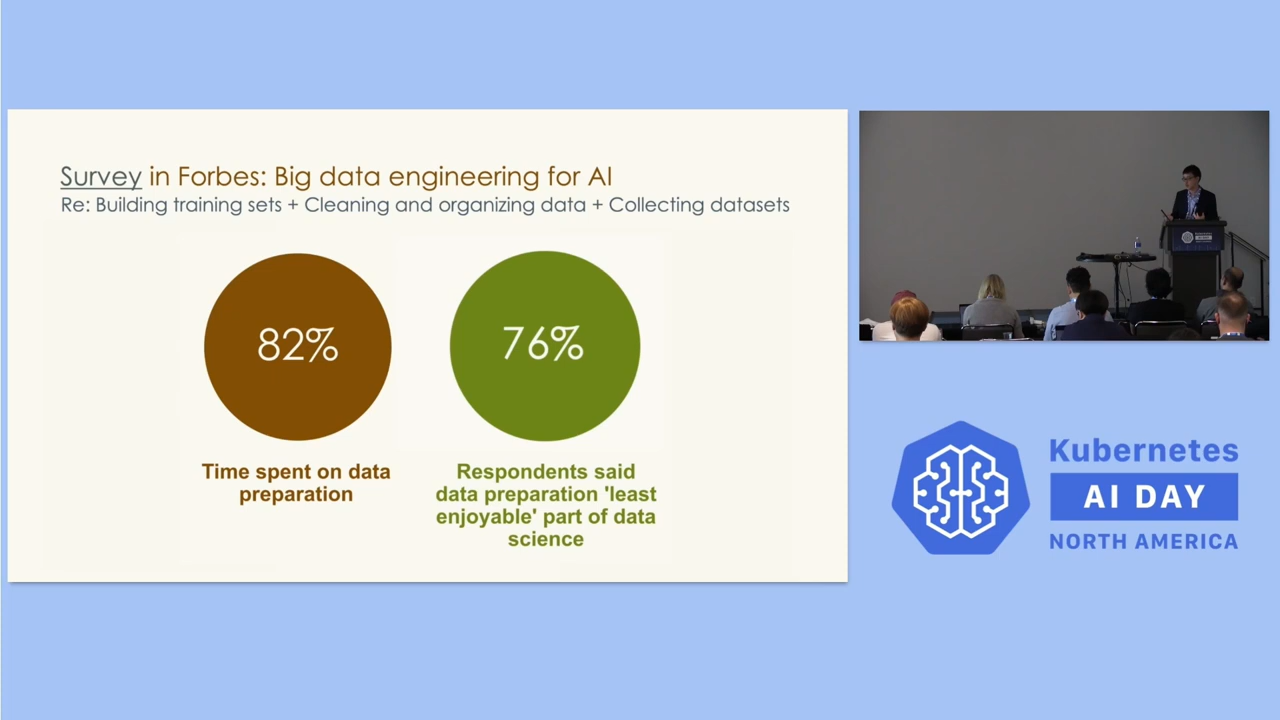 Survey in Forbes: Big data engineering for AI
Re: Building training sets + Cleaning and organizing data + Collecting datasets
82%
76%
Time spent on data
preparation
Respondents said
data preparation 'least
enjoyable' part of data
science
Kubernetes
AI DAY
NORTH AMERICA